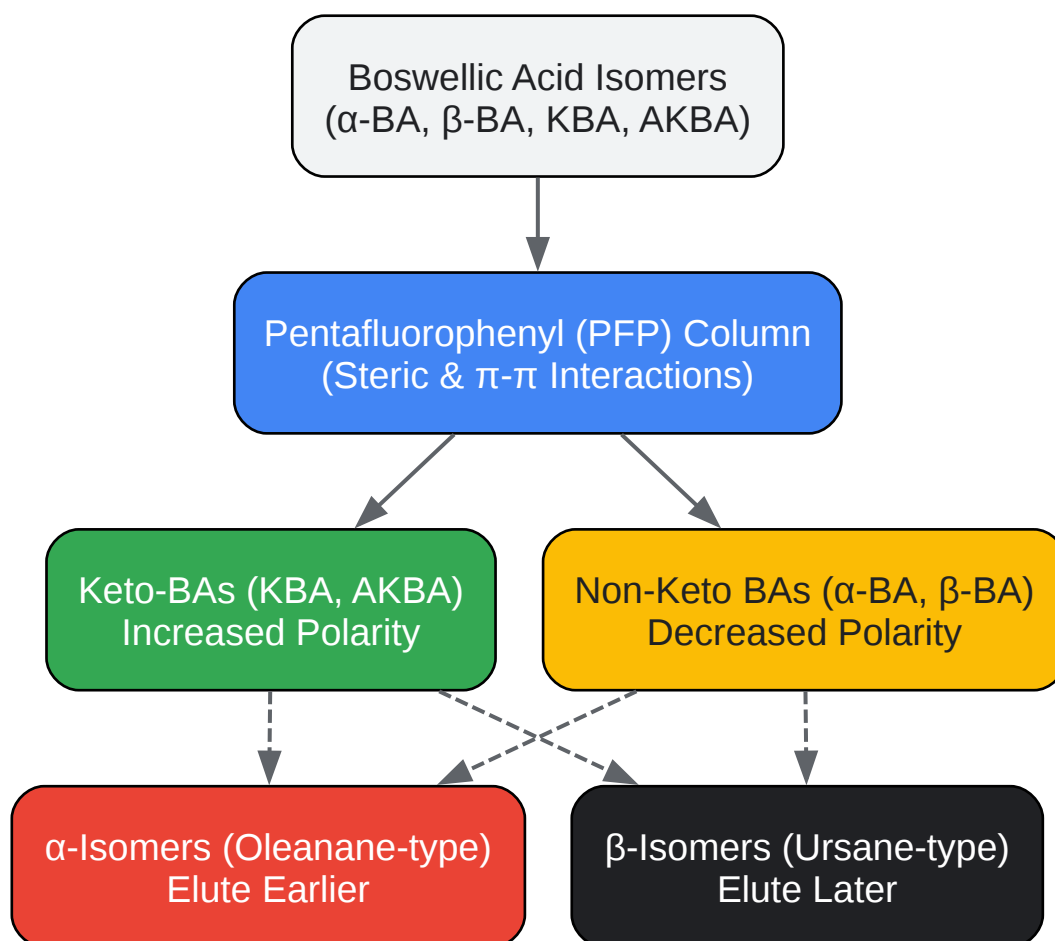 Boswellic Acid Isomers
(α-BA, β-BA, KBA, AKBA)
Pentafluorophenyl (PFP) Column
(Steric & π-π Interactions)
Keto-BAs (KBA, AKBA)
Increased Polarity
Non-Keto BAs (α-BA, β-BA)
Decreased Polarity
α-Isomers (Oleanane-type)
Elute Earlier
β-Isomers (Ursane-type)
Elute Later